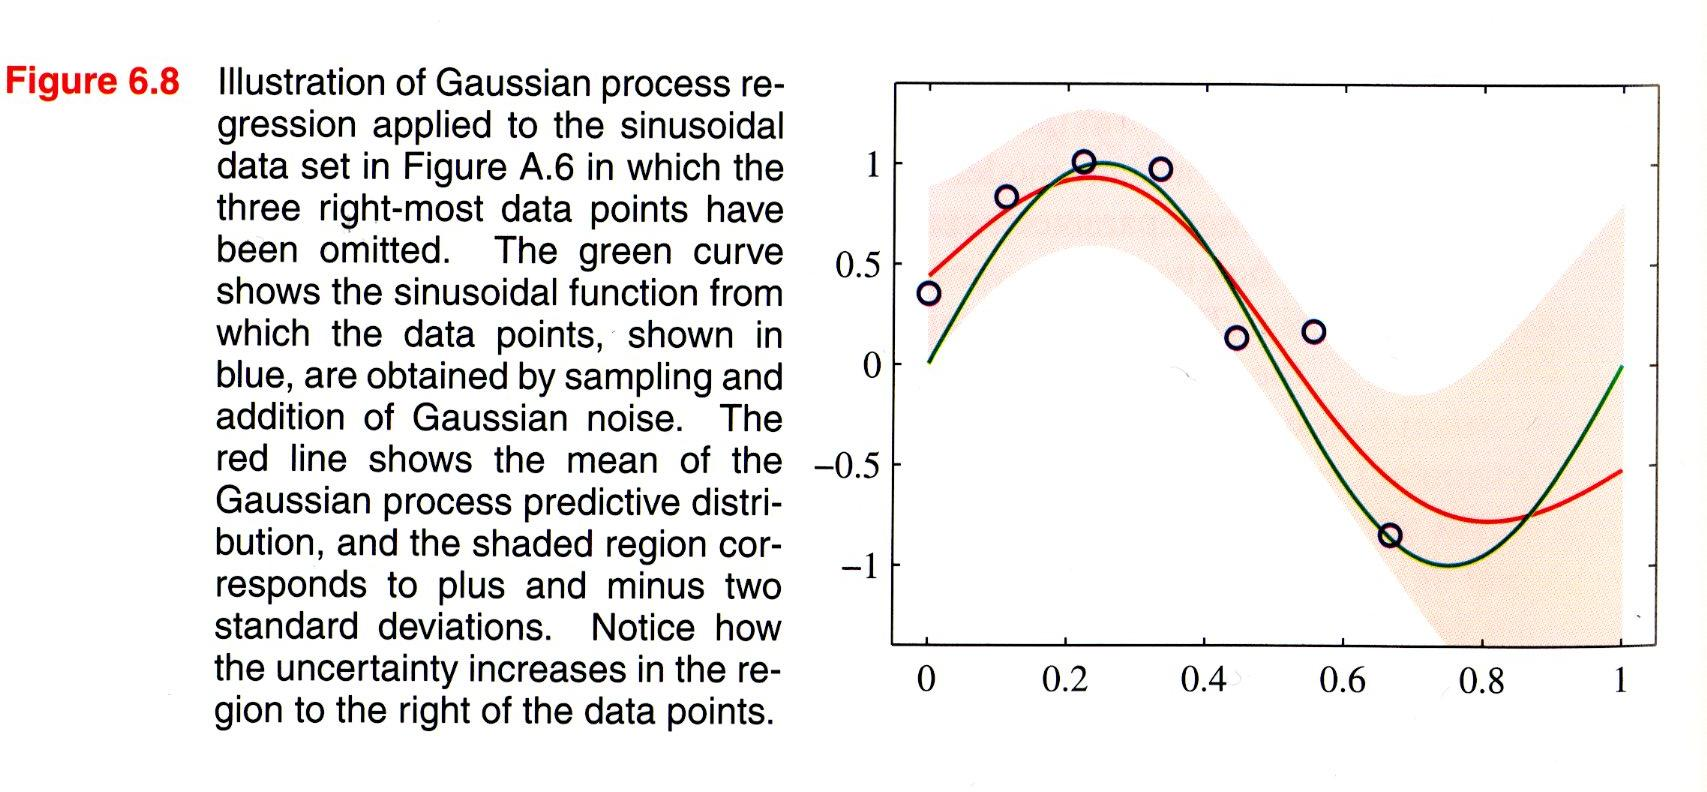 Figure 6.8 Illustration of Gaussian process re-
gression applied to the sinusoidal
data set in Figure A.6 in which the
three right-most data points have
been omitted. The green curve
shows the sinusoidal function from
which the data points, shown in
blue, are obtained by sampling and
addition of Gaussian noise. The
red line shows the mean of the
Gaussian process predictive distri-
bution, and the shaded region cor-
responds to plus and minus two
standard deviations. Notice how
the uncertainty increases in the re-
gion to the right of the data points.
1
0.5
0
−0.5
−1
0 0.2 0.4 0.6 0.8 1